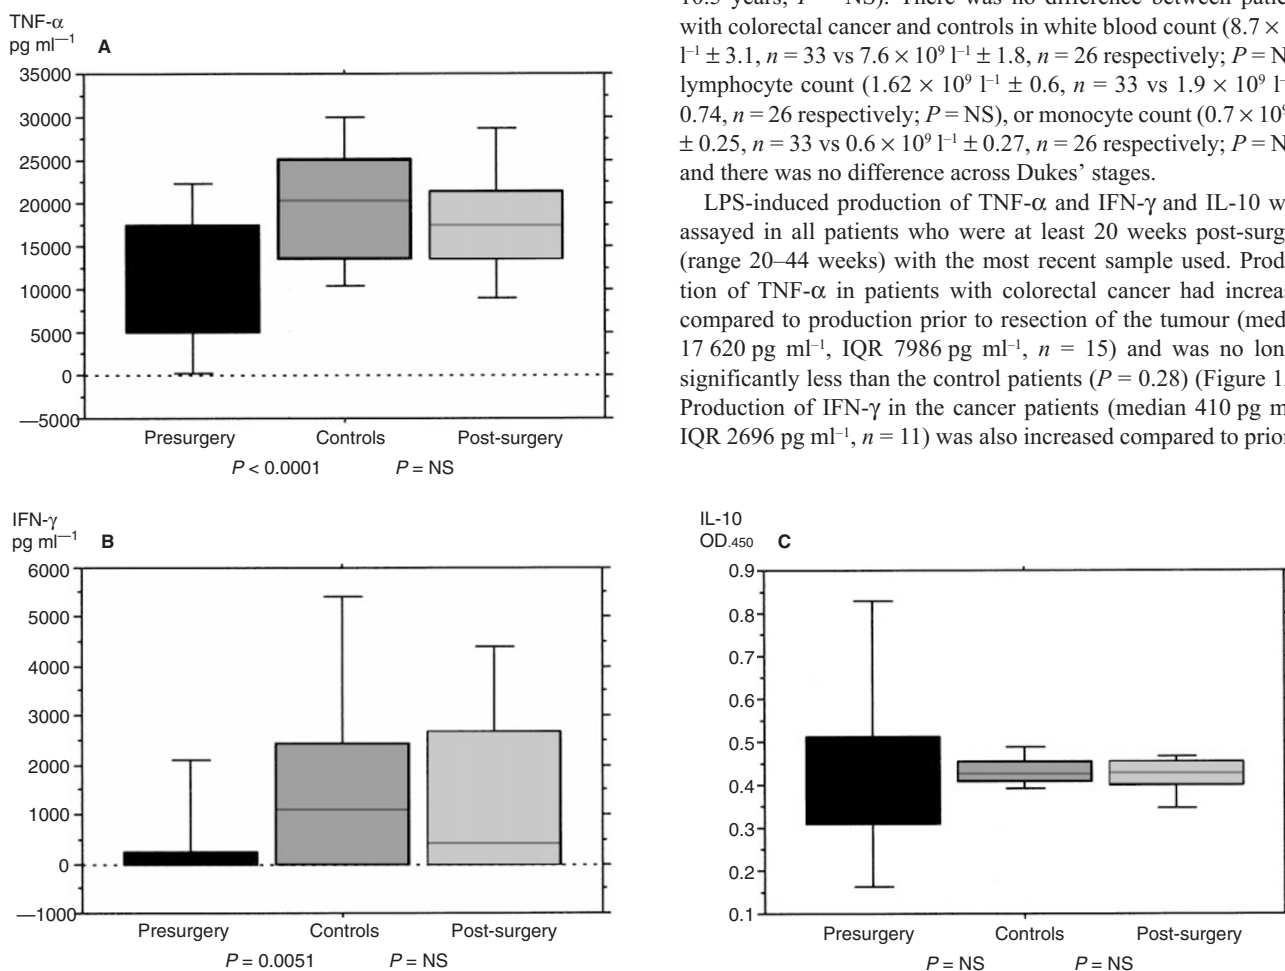 TNF-α
pg ml—1 A
35000
30000
25000
20000
15000
10000
5000
0
—5000
Presurgery Controls Post-surgery
P < 0.0001 P = NS
10.5 years, P = NS). There was no difference between patie
with colorectal cancer and controls in white blood count (8.7 ×
l–1 ± 3.1, n = 33 vs 7.6 × 109 l–1 ± 1.8, n = 26 respectively; P = N
lymphocyte count (1.62 × 109 l–1 ± 0.6, n = 33 vs 1.9 × 109 l–
0.74, n = 26 respectively; P = NS), or monocyte count (0.7 × 109
± 0.25, n = 33 vs 0.6 × 109 l–1 ± 0.27, n = 26 respectively; P = N
and there was no difference across Dukes’ stages.
LPS-induced production of TNF-α and IFN-γ and IL-10 w
assayed in all patients who were at least 20 weeks post-surg
(range 20–44 weeks) with the most recent sample used. Prod
tion of TNF-α in patients with colorectal cancer had increas
compared to production prior to resection of the tumour (med
17 620 pg ml–1, IQR 7986 pg ml–1, n = 15) and was no lon
significantly less than the control patients (P = 0.28) (Figure 1
Production of IFN-γ in the cancer patients (median 410 pg m
IQR 2696 pg ml–1, n = 11) was also increased compared to prior
IFN-γ
pg ml—1 B
6000
5000
4000
3000
2000
1000
0
—1000
Presurgery Controls Post-surgery
P = 0.0051 P = NS
IL-10
OD.450 C
0.9
0.8
0.7
0.6
0.5
0.4
0.3
0.2
0.1
Presurgery Controls Post-surgery
P = NS P = NS